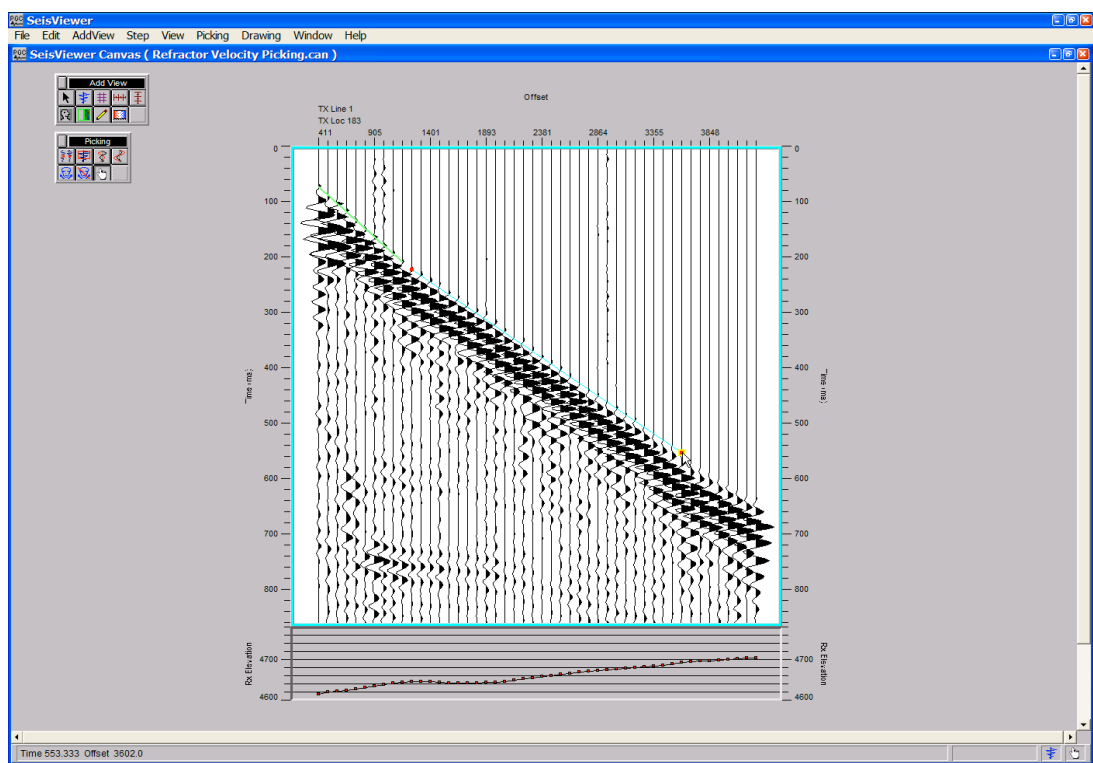 PGC SeisViewer
File Edit AddView Step View Picking Drawing Window Help
PGC SeisViewer Canvas ( Refractor Velocity Picking.can )
Add View
Picking
Offset
TX Line 1
TX Loc 183
411 905 1401 1893 2381 2864 3355 3848
0 0
100 100
200 200
300 300
400 400
Time (ms) Time (ms)
500 500
600 600
700 700
800 800
Rx Elevation Rx Elevation
4700 4700
4600 4600
Time 553.333 Offset 3602.0